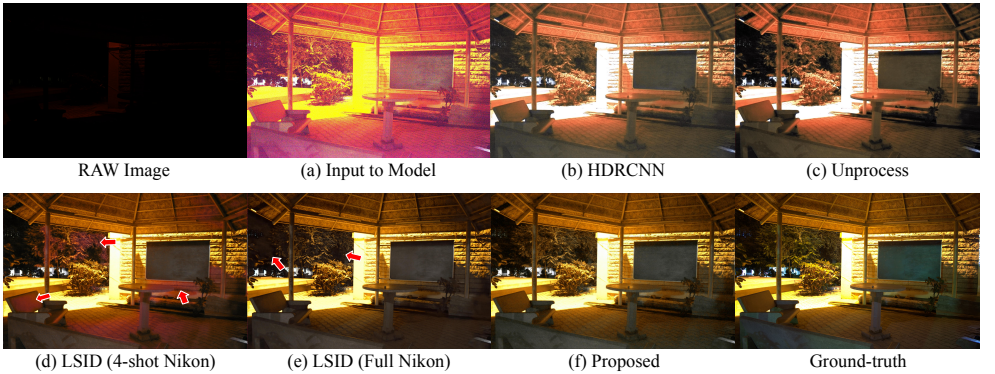 RAW Image
(a) Input to Model
(b) HDRCNN
(c) Unprocess
(d) LSID (4-shot Nikon)
(e) LSID (Full Nikon)
(f) Proposed
Ground-truth